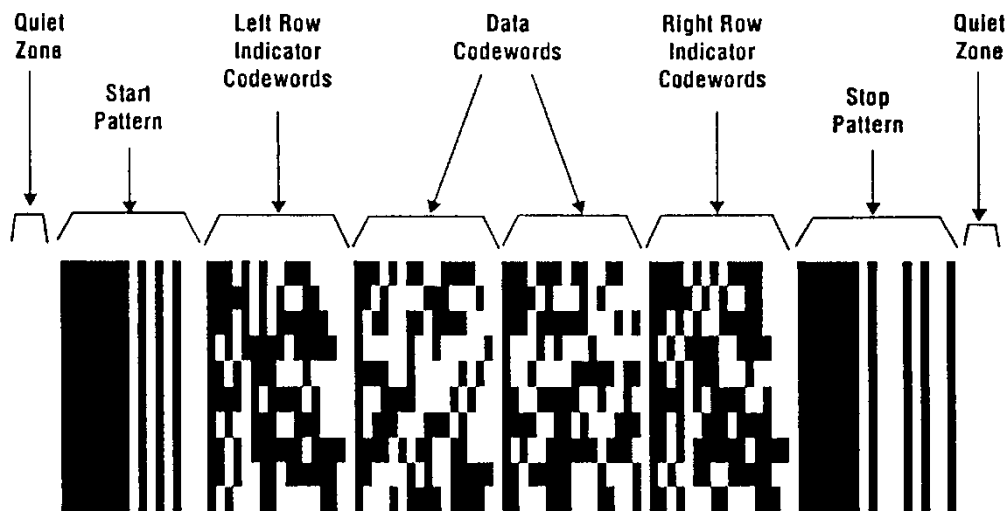 Quiet
Zone
Start
Pattern
Left Row
Indicator
Codewords
Data
Codewords
Right Row
Indicator
Codewords
Stop
Pattern
Quiet
Zone